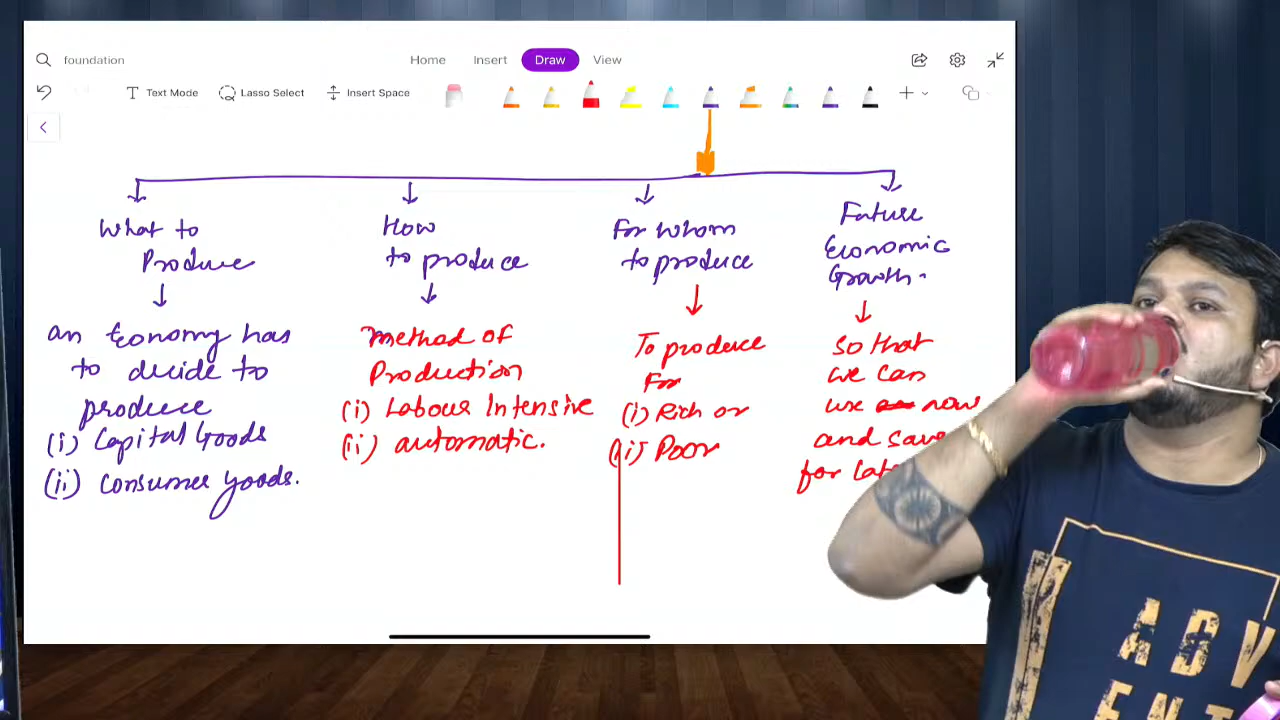 foundation
Home Insert Draw View
Text Mode Lasso Select Insert Space
What to
Produce
an Economy has
to decide to
produce
(i) Capital Goods
(ii) Consumer goods.
How
to produce
method of
Production
(i) Labour Intensive
(ii) automatic.
For whom
to produce
To produce
For
(i) Rich or
(ii) Poor
Future
Economic
Growth.
So that
we can
use now
and save
for
ADV
ENT